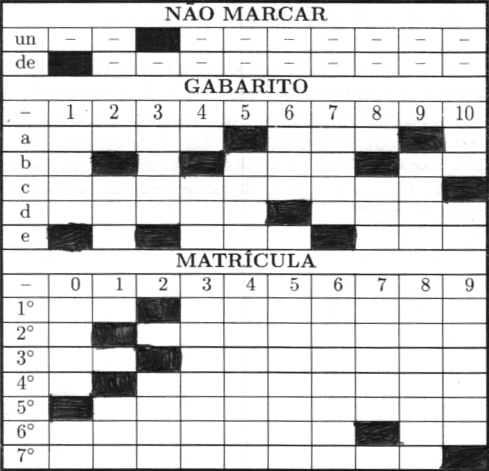 NÃO MARCAR
un – – – – – – – – –
de – – – – – – – – –
GABARITO
– 1 2 3 4 5 6 7 8 9 10
a
b
c
d
e
MATRÍCULA
– 0 1 2 3 4 5 6 7 8 9
1°
2°
3°
4°
5°
6°
7°